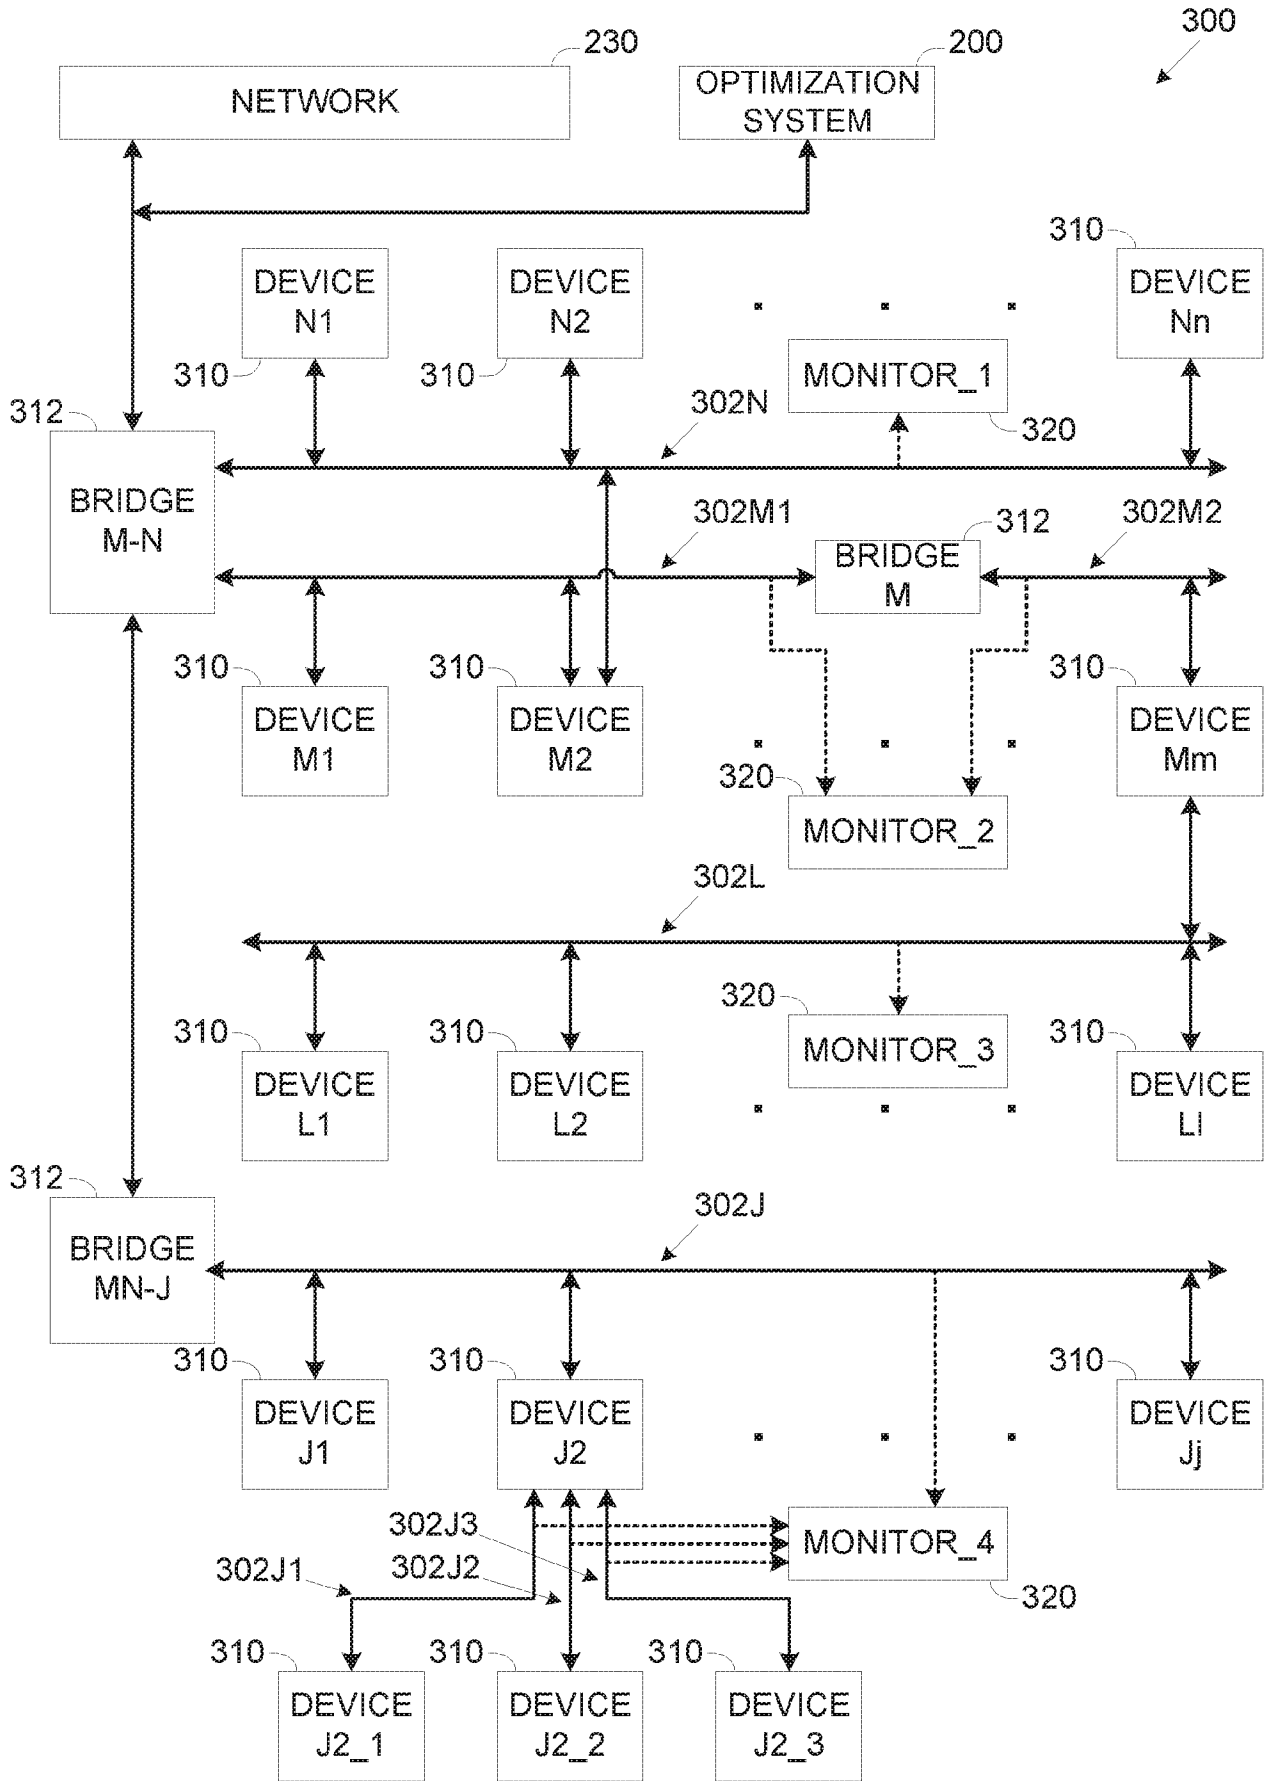 300
230
200
NETWORK
OPTIMIZATION
SYSTEM
310
DEVICE
N1
DEVICE
N2
DEVICE
Nn
310
310
MONITOR_1
320
302N
312
BRIDGE
M-N
302M1
312
302M2
BRIDGE
M
310
DEVICE
M1
310
DEVICE
M2
310
DEVICE
Mm
320
MONITOR_2
302L
320
MONITOR_3
310
DEVICE
L1
310
DEVICE
L2
310
DEVICE
Ll
312
BRIDGE
MN-J
302J
310
DEVICE
J1
310
DEVICE
J2
310
DEVICE
Jj
302J3
302J1
302J2
MONITOR_4
320
310
DEVICE
J2_1
310
DEVICE
J2_2
310
DEVICE
J2_3